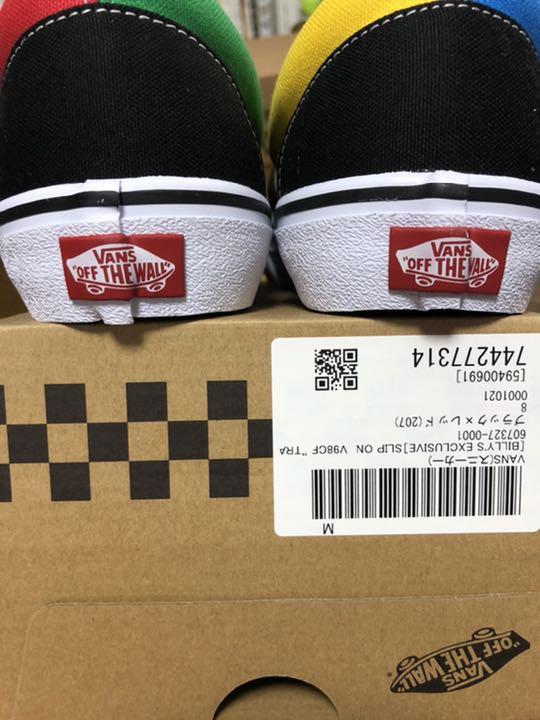 VANS
"OFF THE WALL"
VANS
"OFF THE WALL"
M
VANS(スニーカー)
[BILLY'S EXCLUSIVE]SLIP ON V98CF "TRA
607327-0001
ブラック×レッド(207)
8
0001021
[59400691]
744277314
VANS
"OFF THE WALL"